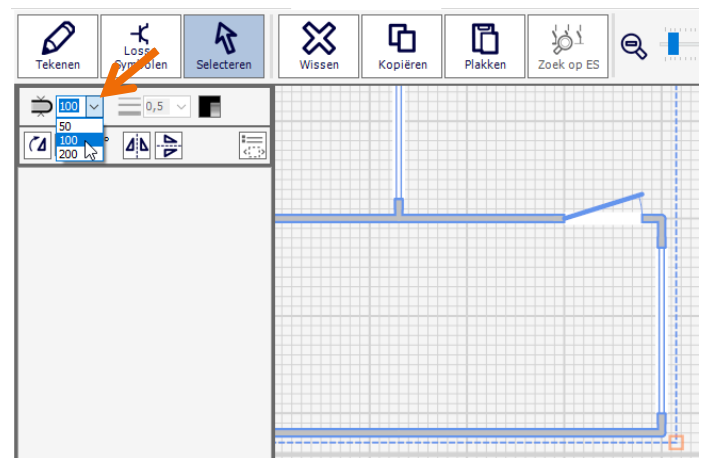 Tekenen
Losse
Symbolen
Selecteren
Wissen
Kopiëren
Plakken
Zoek op ES
100
0,5
50
100
200
°